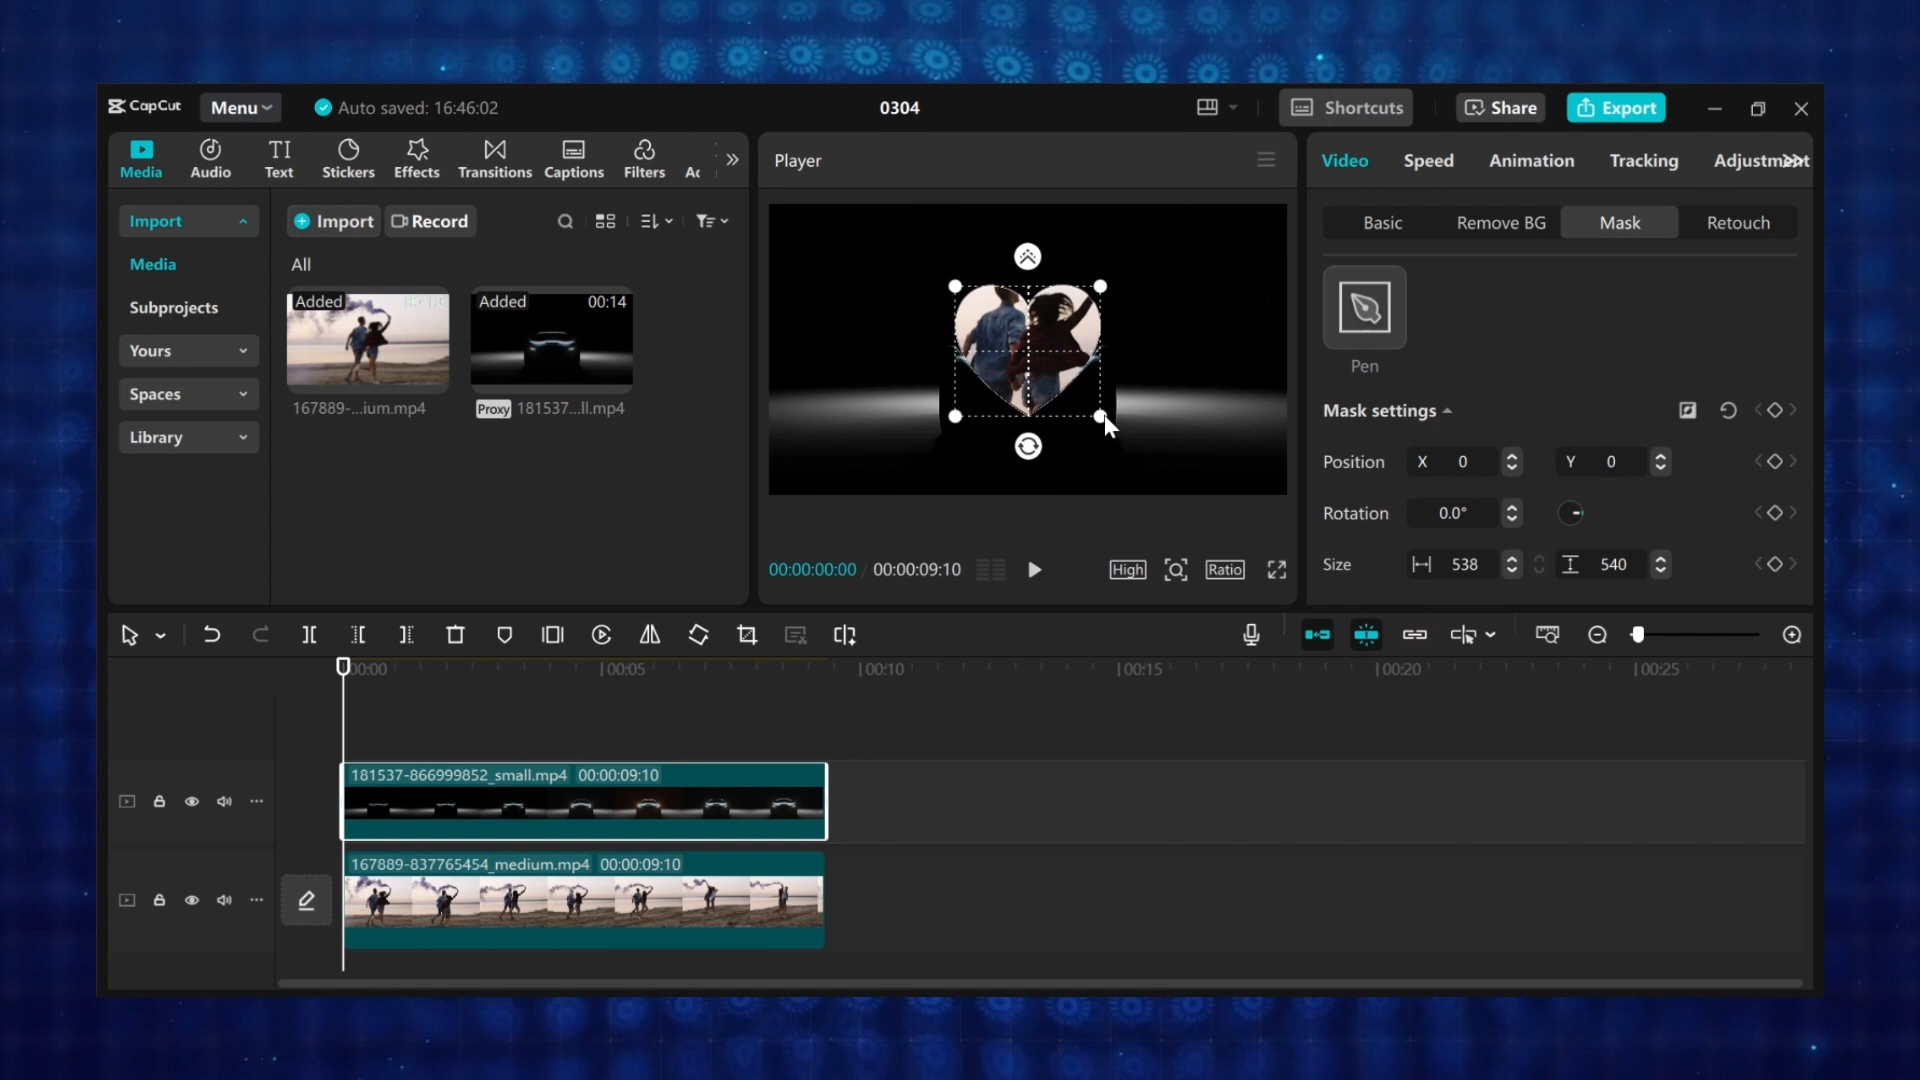 CapCut Menu Auto saved: 16:46:02 0304 Shortcuts Share Export
Media Audio Text Stickers Effects Transitions Captions Filters
Import
Media
Subprojects
Yours
Spaces
Library
Import Record
All
Added
Added 00:14
167889-...ium.mp4
Proxy 181537...ll.mp4
Player
00:00:00:00 / 00:00:09:10 High Ratio
Video Speed Animation Tracking Adjustment
Basic Remove BG Mask Retouch
Pen
Mask settings
Position X 0 Y 0
Rotation 0.0°
Size 538 540
00:00 00:05 00:10 00:15 00:20 00:25
181537-866999852_small.mp4 00:00:09:10
167889-837765454_medium.mp4 00:00:09:10